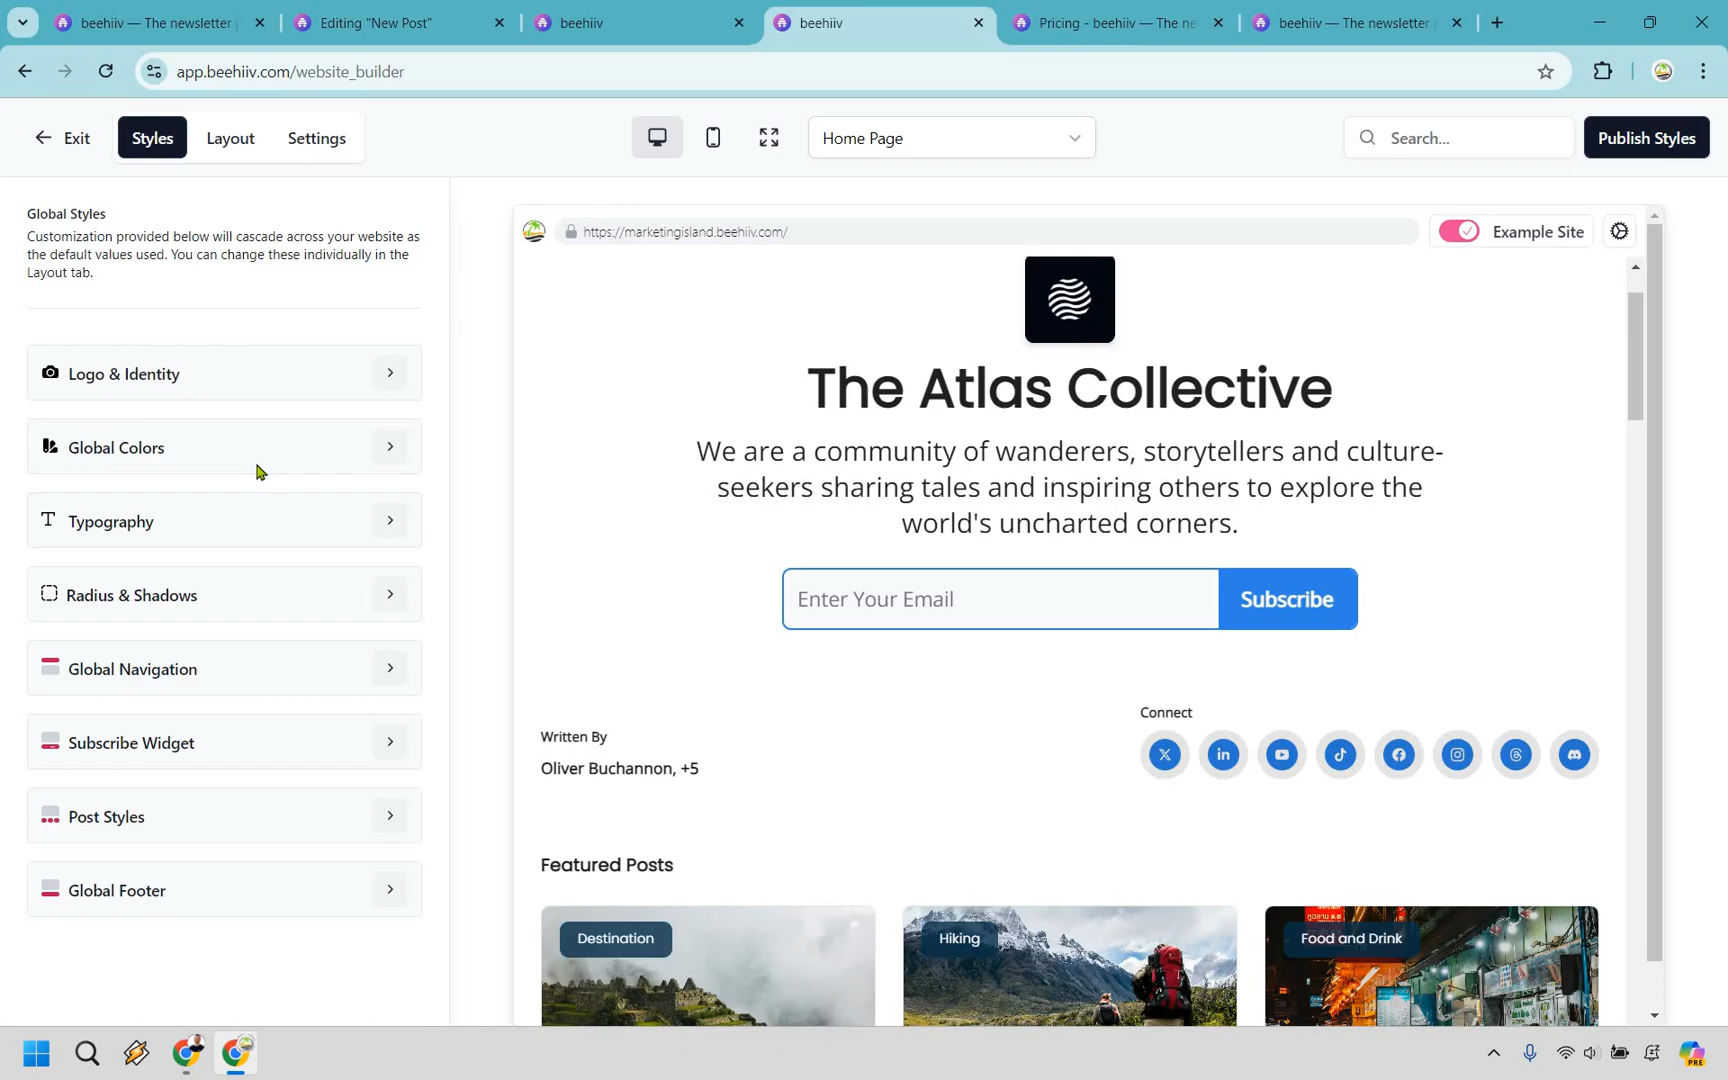 beehiiv — The newsletter
Editing "New Post"
beehiiv
beehiiv
Pricing - beehiiv — The ne
beehiiv — The newsletter
app.beehiiv.com/website_builder
Exit
Styles
Layout
Settings
Home Page
Search...
Publish Styles
Global Styles
Customization provided below will cascade across your website as
the default values used. You can change these individually in the
Layout tab.
Logo & Identity
Global Colors
Typography
Radius & Shadows
Global Navigation
Subscribe Widget
Post Styles
Global Footer
https://marketingisland.beehiiv.com/
Example Site
The Atlas Collective
We are a community of wanderers, storytellers and culture-
seekers sharing tales and inspiring others to explore the
world's uncharted corners.
Enter Your Email
Subscribe
Written By
Oliver Buchannon, +5
Connect
Featured Posts
Destination
Hiking
Food and Drink
PRE